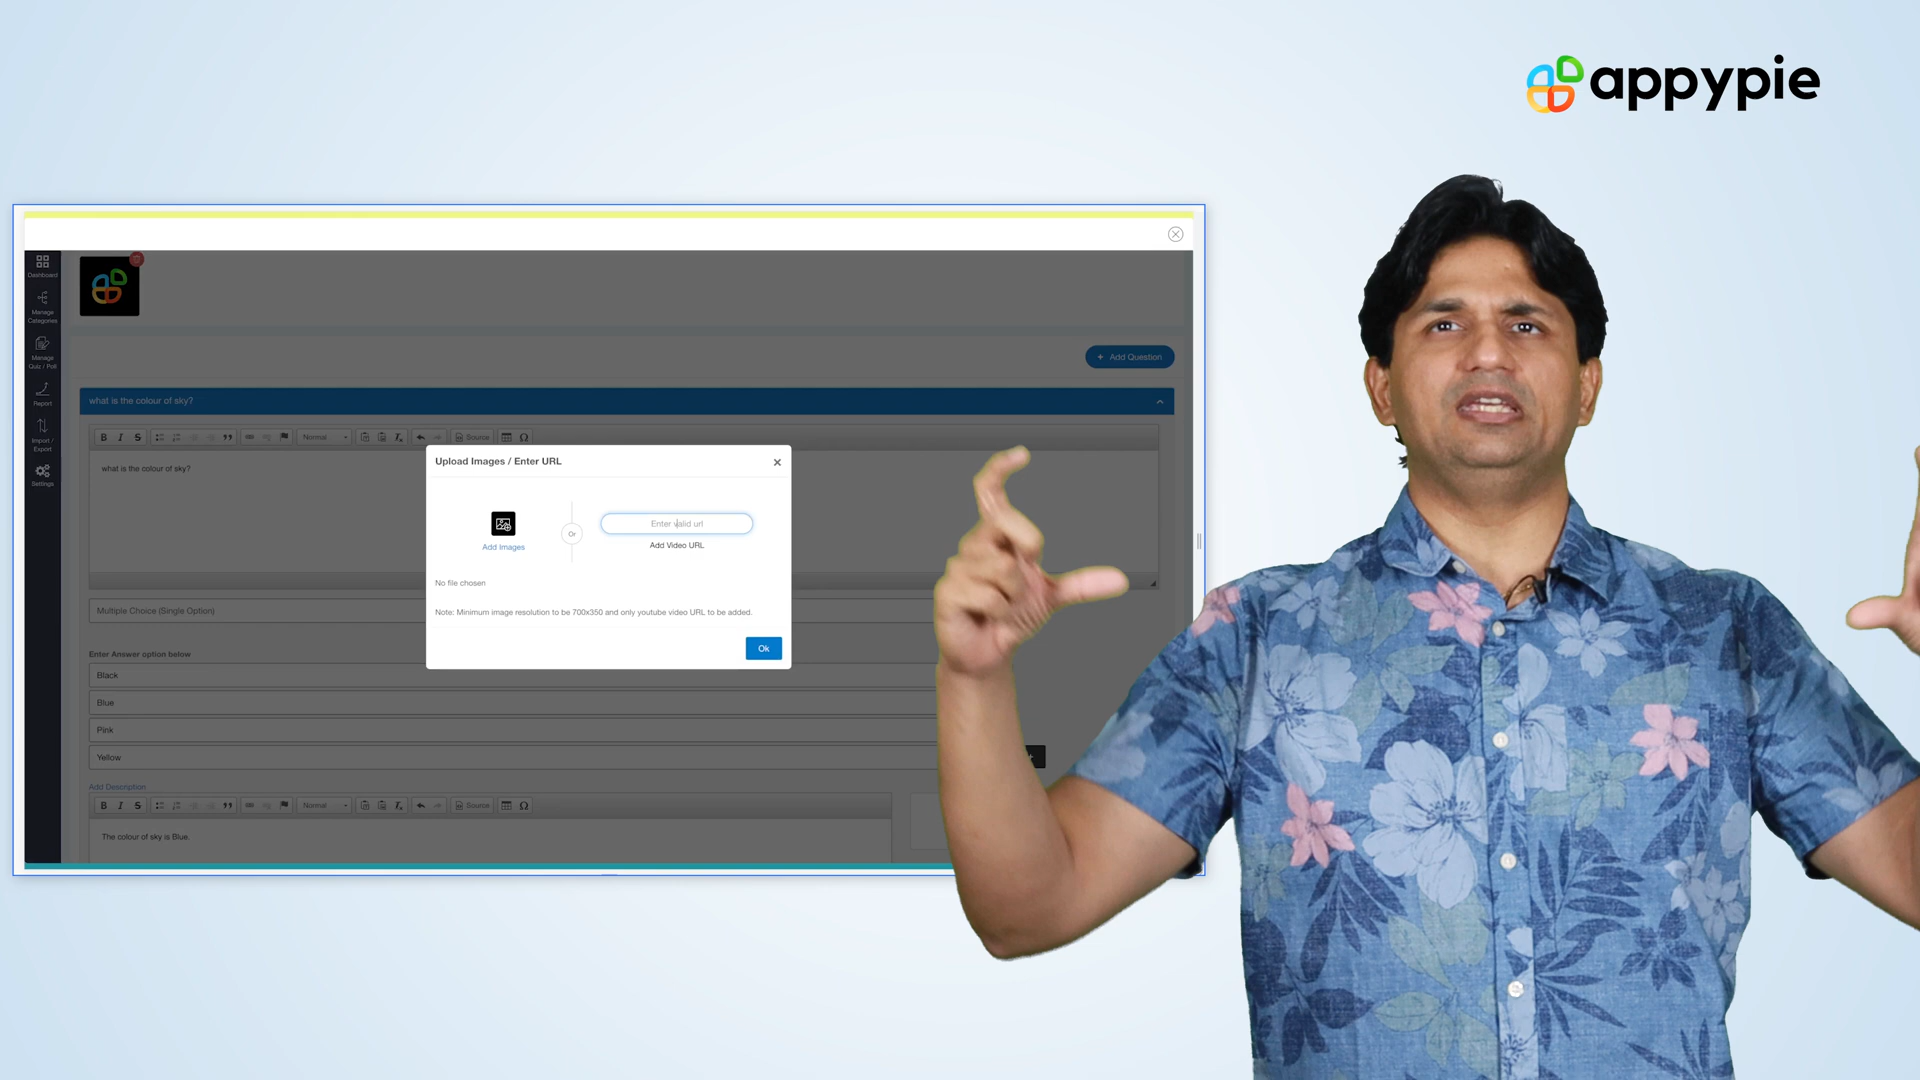 appypie
Dashboard
Manage
Categories
Manage
Quiz / Poll
Report
Import /
Export
Settings
+ Add Question
what is the colour of sky?
B I S
Normal
Source
Ω
what is the colour of sky?
Upload Images / Enter URL
Add Images
Or
Enter valid url
Add Video URL
No file chosen
Note: Minimum image resolution to be 700x350 and only youtube video URL to be added.
Ok
Multiple Choice (Single Option)
Enter Answer option below
Black
Blue
Pink
Yellow
Add Description
B I S
Normal
Source
Ω
The colour of sky is Blue.